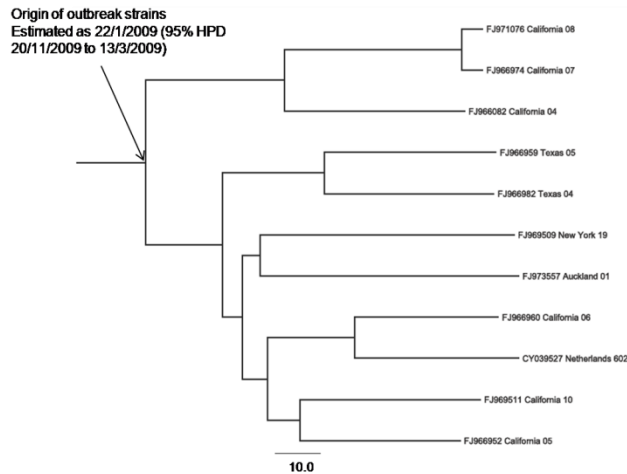 Origin of outbreak strains
Estimated as 22/1/2009 (95% HPD
20/11/2009 to 13/3/2009)
FJ971076 California 08
FJ966974 California 07
FJ966082 California 04
FJ966959 Texas 05
FJ966982 Texas 04
FJ969509 New York 19
FJ973557 Auckland 01
FJ966960 California 06
CY039527 Netherlands 602
FJ969511 California 10
FJ966952 California 05
10.0